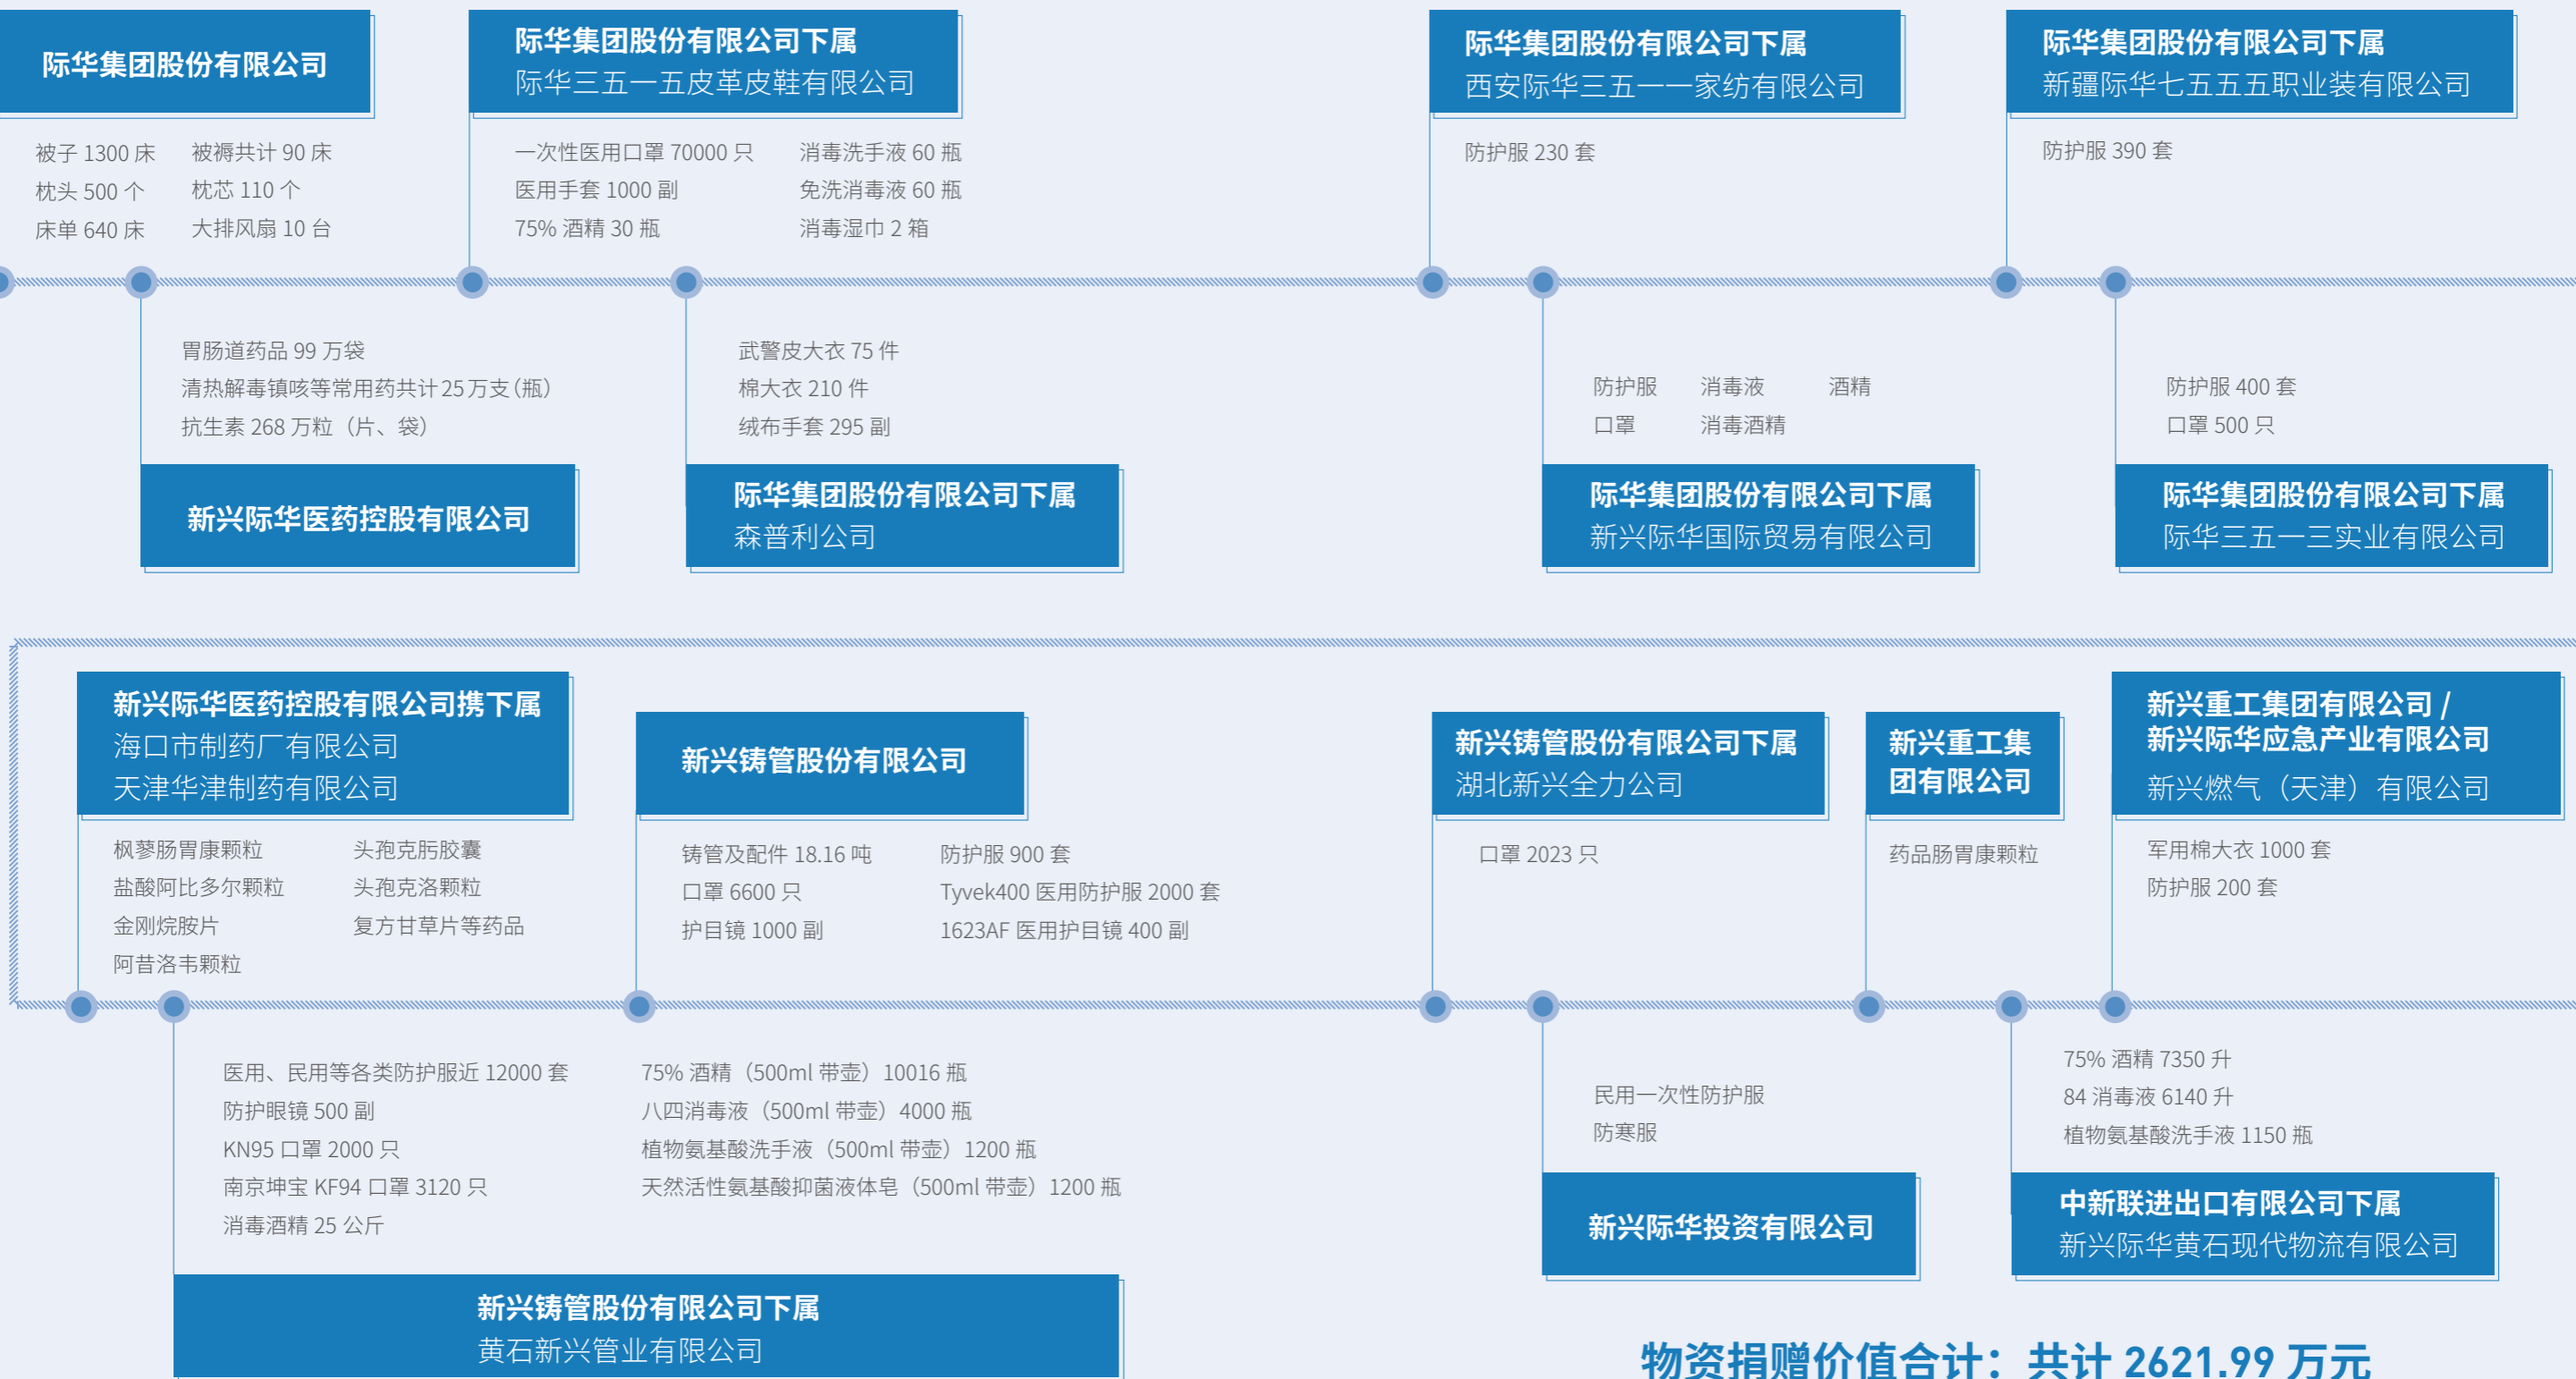 际华集团股份有限公司
被子 1300 床
枕头 500 个
床单 640 床
被褥共计 90 床
枕芯 110 个
大排风扇 10 台
际华集团股份有限公司下属
际华三五一五皮革皮鞋有限公司
一次性医用口罩 70000 只
医用手套 1000 副
75% 酒精 30 瓶
消毒洗手液 60 瓶
免洗消毒液 60 瓶
消毒湿巾 2 箱
际华集团股份有限公司下属
西安际华三五一一家纺有限公司
防护服 230 套
际华集团股份有限公司下属
新疆际华七五五五职业装有限公司
防护服 390 套
胃肠道药品 99 万袋
清热解毒镇咳等常用药共计25万支（瓶）
抗生素 268 万粒（片、袋）
新兴际华医药控股有限公司
武警皮大衣 75 件
棉大衣 210 件
绒布手套 295 副
际华集团股份有限公司下属
森普利公司
防护服 消毒液 酒精
口罩 消毒酒精
际华集团股份有限公司下属
新兴际华国际贸易有限公司
防护服 400 套
口罩 500 只
际华集团股份有限公司下属
际华三五一三实业有限公司
新兴际华医药控股有限公司携下属
海口市制药厂有限公司
天津华津制药有限公司
枫蓼肠胃康颗粒
盐酸阿比多尔颗粒
金刚烷胺片
阿昔洛韦颗粒
头孢克肟胶囊
头孢克洛颗粒
复方甘草片等药品
新兴铸管股份有限公司
铸管及配件 18.16 吨
口罩 6600 只
护目镜 1000 副
防护服 900 套
Tyvek400 医用防护服 2000 套
1623AF 医用护目镜 400 副
新兴铸管股份有限公司下属
湖北新兴全力公司
口罩 2023 只
新兴重工集
团有限公司
药品肠胃康颗粒
新兴重工集团有限公司 /
新兴际华应急产业有限公司
新兴燃气（天津）有限公司
军用棉大衣 1000 套
防护服 200 套
医用、民用等各类防护服近 12000 套
防护眼镜 500 副
KN95 口罩 2000 只
南京坤宝 KF94 口罩 3120 只
消毒酒精 25 公斤
75% 酒精（500ml 带壶）10016 瓶
八四消毒液（500ml 带壶）4000 瓶
植物氨基酸洗手液（500ml 带壶）1200 瓶
天然活性氨基酸抑菌液体皂（500ml 带壶）1200 瓶
新兴铸管股份有限公司下属
黄石新兴管业有限公司
民用一次性防护服
防寒服
新兴际华投资有限公司
75% 酒精 7350 升
84 消毒液 6140 升
植物氨基酸洗手液 1150 瓶
中新联进出口有限公司下属
新兴际华黄石现代物流有限公司
物资捐赠价值合计：共计 2621.99 万元